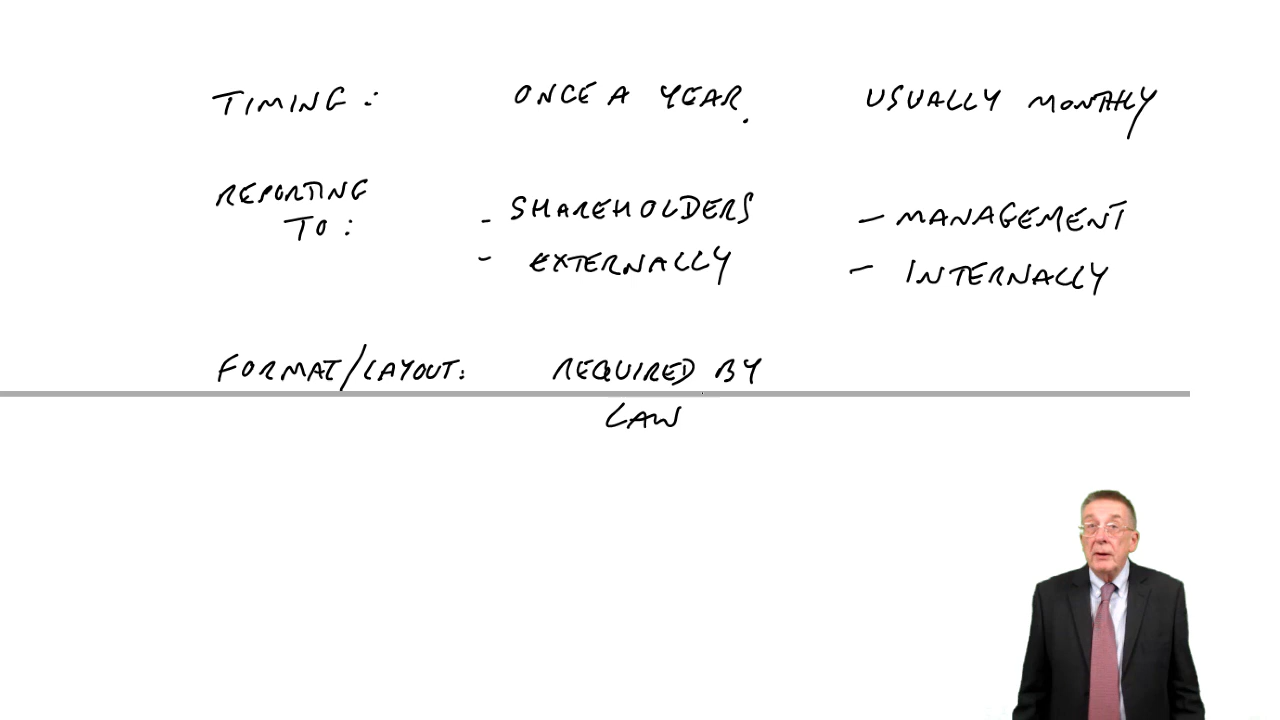 TIMING: ONCE A YEAR. USUALLY MONTHLY
REPORTING
TO: - SHAREHOLDERS - MANAGEMENT
- EXTERNALLY - INTERNALLY
FORMAT/LAYOUT: REQUIRED BY
LAW